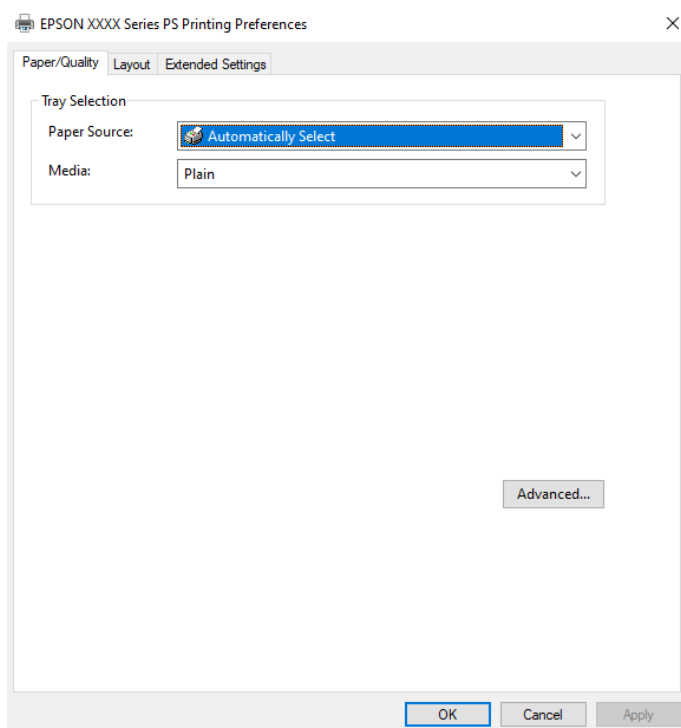 EPSON XXXX Series PS Printing Preferences
Paper/Quality Layout Extended Settings
Tray Selection
Paper Source: Automatically Select
Media: Plain
Advanced...
OK Cancel Apply